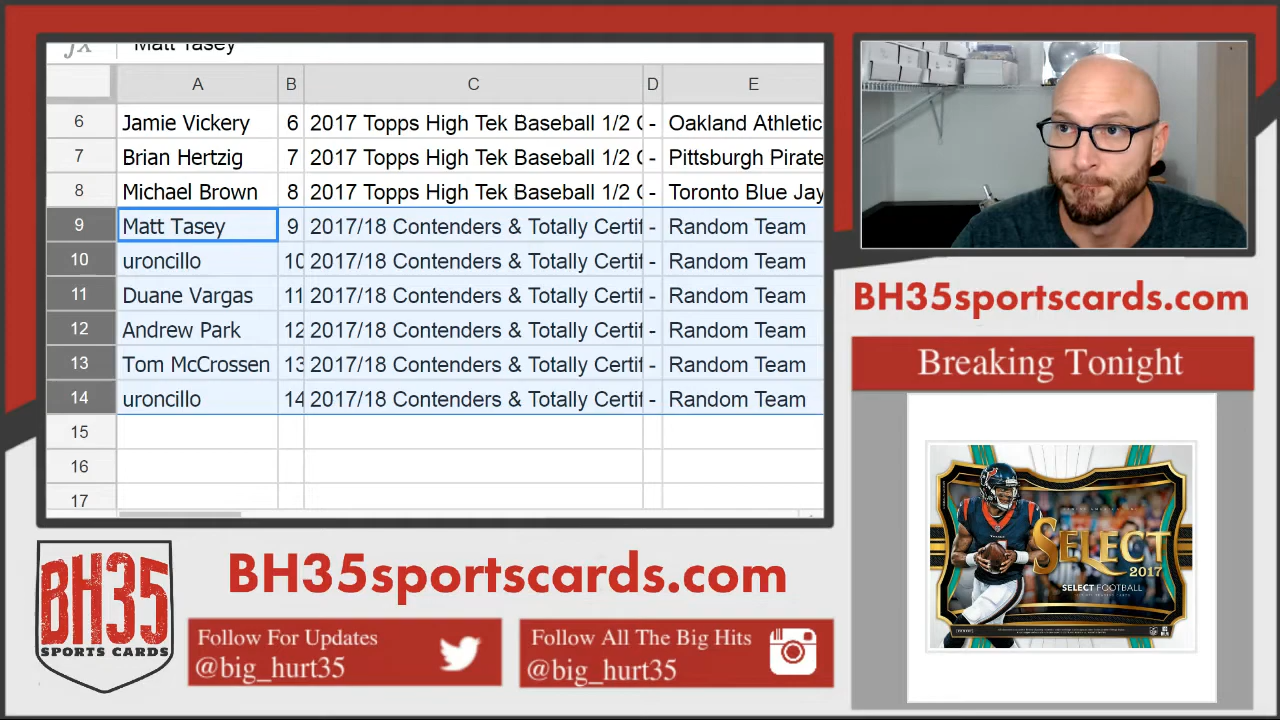 Matt Tasey
A B C D E
6 Jamie Vickery 6 2017 Topps High Tek Baseball 1/2 C - Oakland Athletic
7 Brian Hertzig 7 2017 Topps High Tek Baseball 1/2 C - Pittsburgh Pirate
8 Michael Brown 8 2017 Topps High Tek Baseball 1/2 C - Toronto Blue Jay
9 Matt Tasey 9 2017/18 Contenders & Totally Certif - Random Team
10 uroncillo 10 2017/18 Contenders & Totally Certif - Random Team
11 Duane Vargas 11 2017/18 Contenders & Totally Certif - Random Team
12 Andrew Park 12 2017/18 Contenders & Totally Certif - Random Team
13 Tom McCrossen 13 2017/18 Contenders & Totally Certif - Random Team
14 uroncillo 14 2017/18 Contenders & Totally Certif - Random Team
15
16
17
BH35sportscards.com
Breaking Tonight
SELECT
2017
SELECT FOOTBALL
BH35
SPORTS CARDS
BH35sportscards.com
Follow For Updates
@big_hurt35
Follow All The Big Hits
@big_hurt35